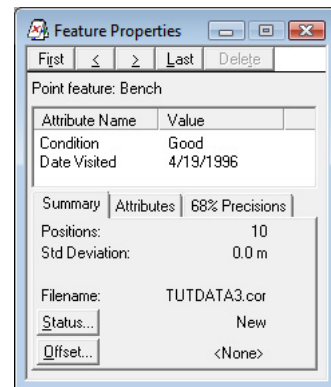 Feature Properties
First < > Last Delete
Point feature: Bench
Attribute Name Value
Condition Good
Date Visited 4/19/1996
Summary Attributes 68% Precisions
Positions: 10
Std Deviation: 0.0 m
Filename: TUTDATA3.cor
Status... New
Offset... <None>